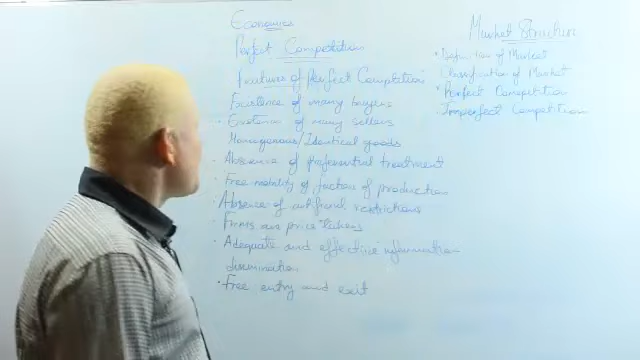 Economics
Perfect Competition
Features of Perfect Competition
Existence of many buyers
Existence of many sellers
Homogenous/Identical goods
Absence of preferential treatment
Free mobility of factors of production
Absence of artificial restrictions
Firms are price takers
Adequate and effective information
dissemination
Free entry and exit
Market Structure
Definition of Market
Classification of Market
Perfect Competition
Imperfect Competition